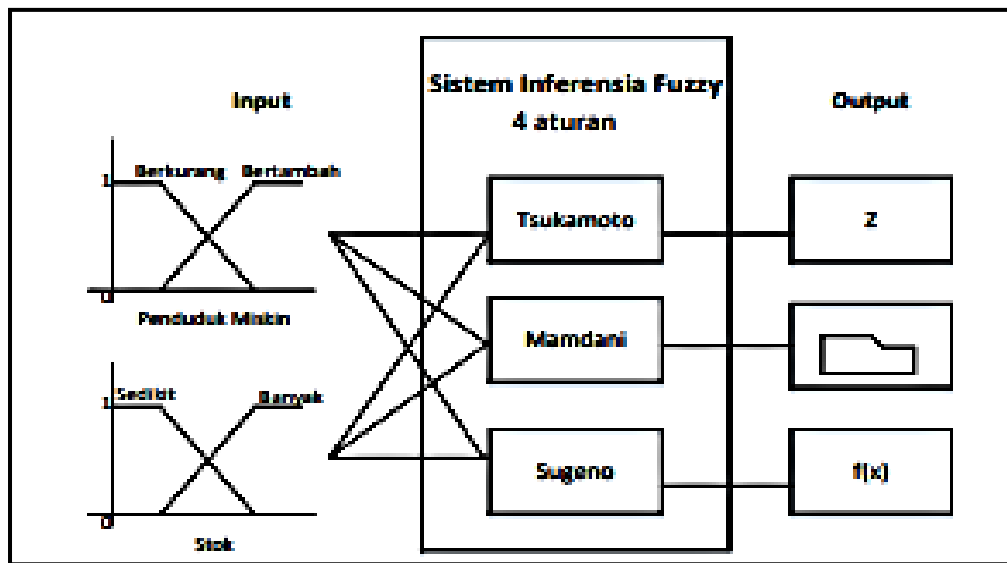 Input
Berkurang Bertambah
1
0
Penduduk Miskin
Sedikit Banyak
1
0
Stok
Sistem Inferensia Fuzzy
4 aturan
Tsukamoto
Mamdani
Sugeno
Output
Z
f(x)